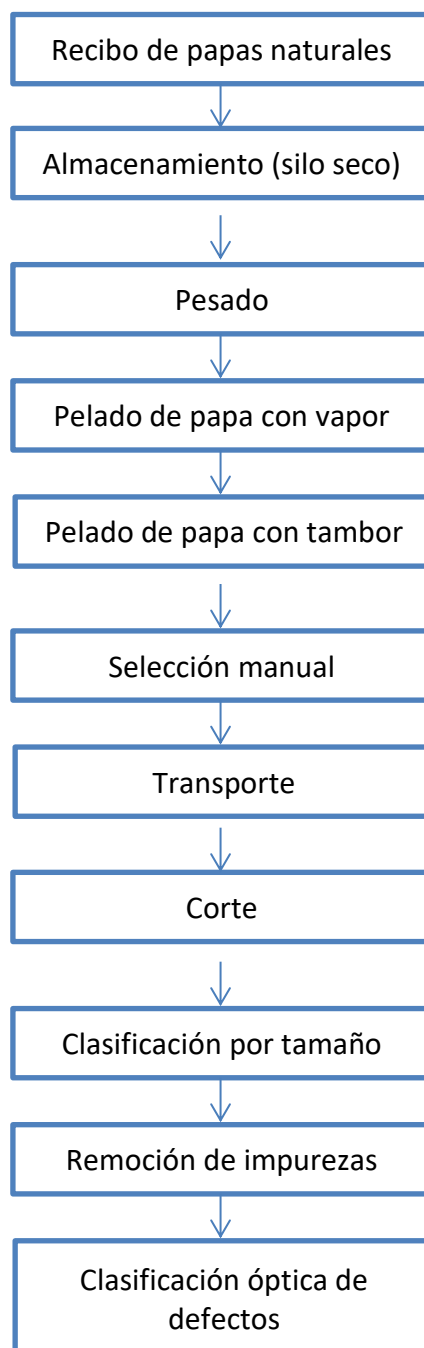 Recibo de papas naturales
Almacenamiento (silo seco)
Pesado
Pelado de papa con vapor
Pelado de papa con tambor
Selección manual
Transporte
Corte
Clasificación por tamaño
Remoción de impurezas
Clasificación óptica de
defectos